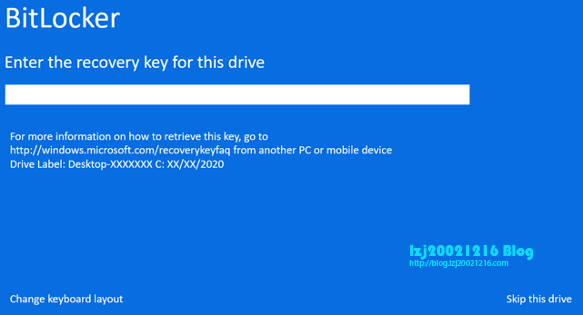 BitLocker
Enter the recovery key for this drive
For more information on how to retrieve this key, go to
http://windows.microsoft.com/recoverykeyfaq from another PC or mobile device
Drive Label: Desktop-XXXXXXX C: XX/XX/2020
lzj20021216 Blog
http://blog.lzj20021216.com
Change keyboard layout
Skip this drive